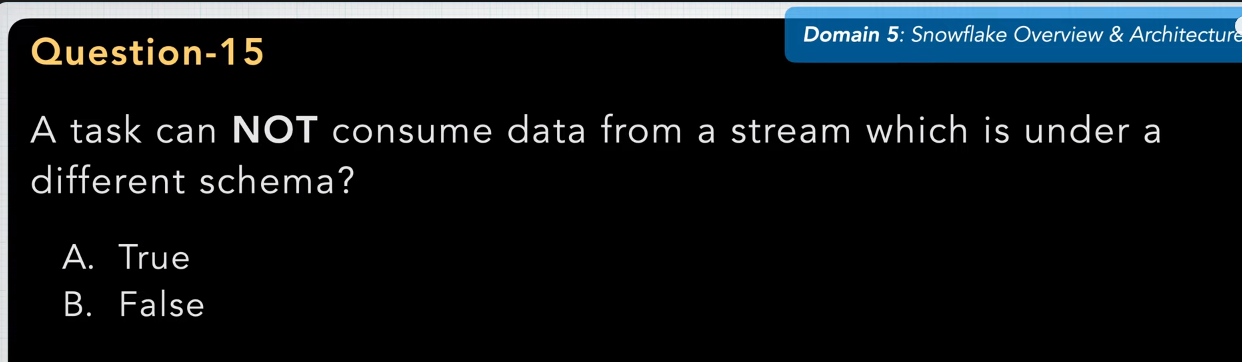 Domain 5: Snowflake Overview & Architecture
Question-15
A task can NOT consume data from a stream which is under a
different schema?
A. True
B. False